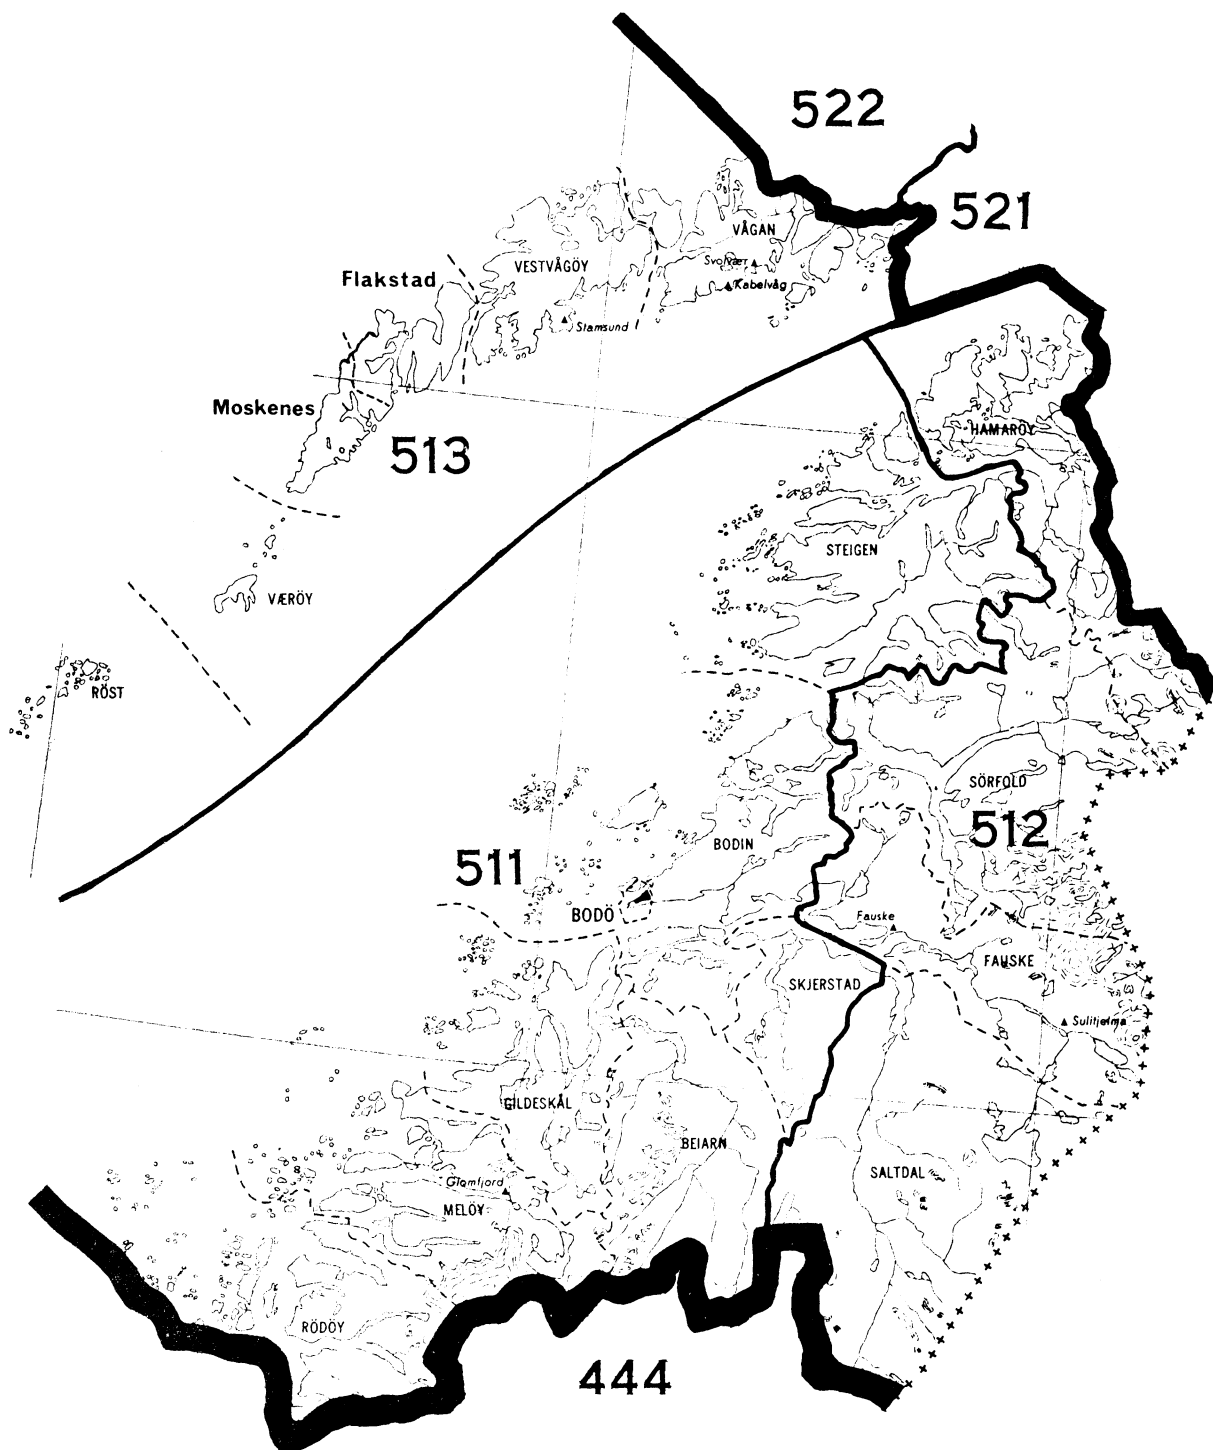 522
521
VÅGAN
Svolvær
VESTVÅGÖY
Flakstad
Kabelvåg
Stamsund
Moskenes
HAMARÖY
513
STEIGEN
VÆRÖY
RÖST
SÖRFOLD
512
BODIN
511
BODÖ
Fauske
FAUSKE
SKJERSTAD
Sulitjelma
GILDESKÅL
BEIARN
SALTDAL
Glomfjord
MELÖY
RÖDÖY
444